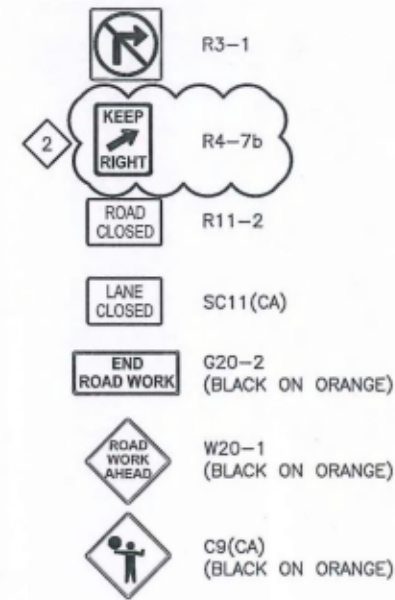 R3-1
2
KEEP
RIGHT
R4-7b
ROAD
CLOSED
R11-2
LANE
CLOSED
SC11(CA)
END
ROAD WORK
G20-2
(BLACK ON ORANGE)
ROAD
WORK
AHEAD
W20-1
(BLACK ON ORANGE)
C9(CA)
(BLACK ON ORANGE)